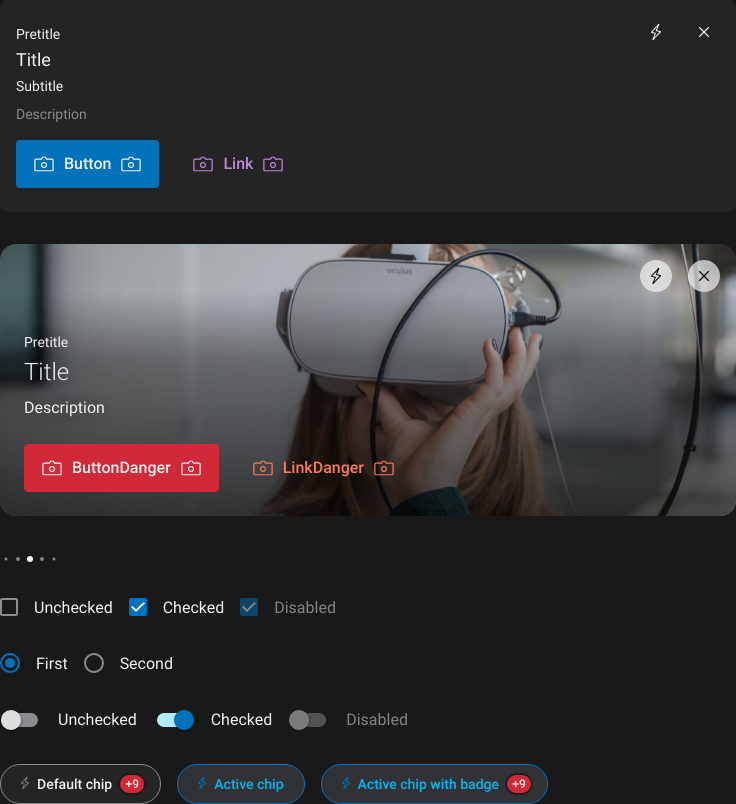 Pretitle
Title
Subtitle
Description
Button
Link
oculus
Pretitle
Title
Description
ButtonDanger
LinkDanger
Unchecked
Checked
Disabled
First
Second
Unchecked
Checked
Disabled
Default chip +9
Active chip
Active chip with badge +9